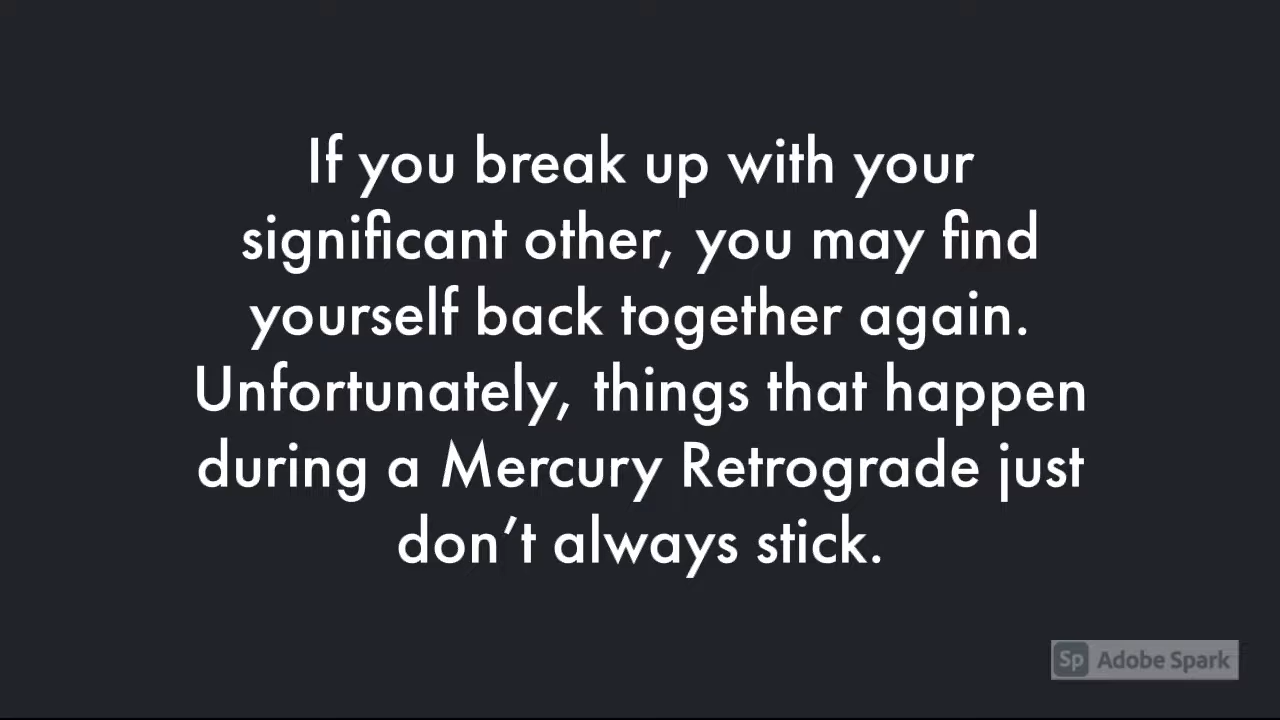 If you break up with your
significant other, you may find
yourself back together again.
Unfortunately, things that happen
during a Mercury Retrograde just
don’t always stick.
Sp Adobe Spark